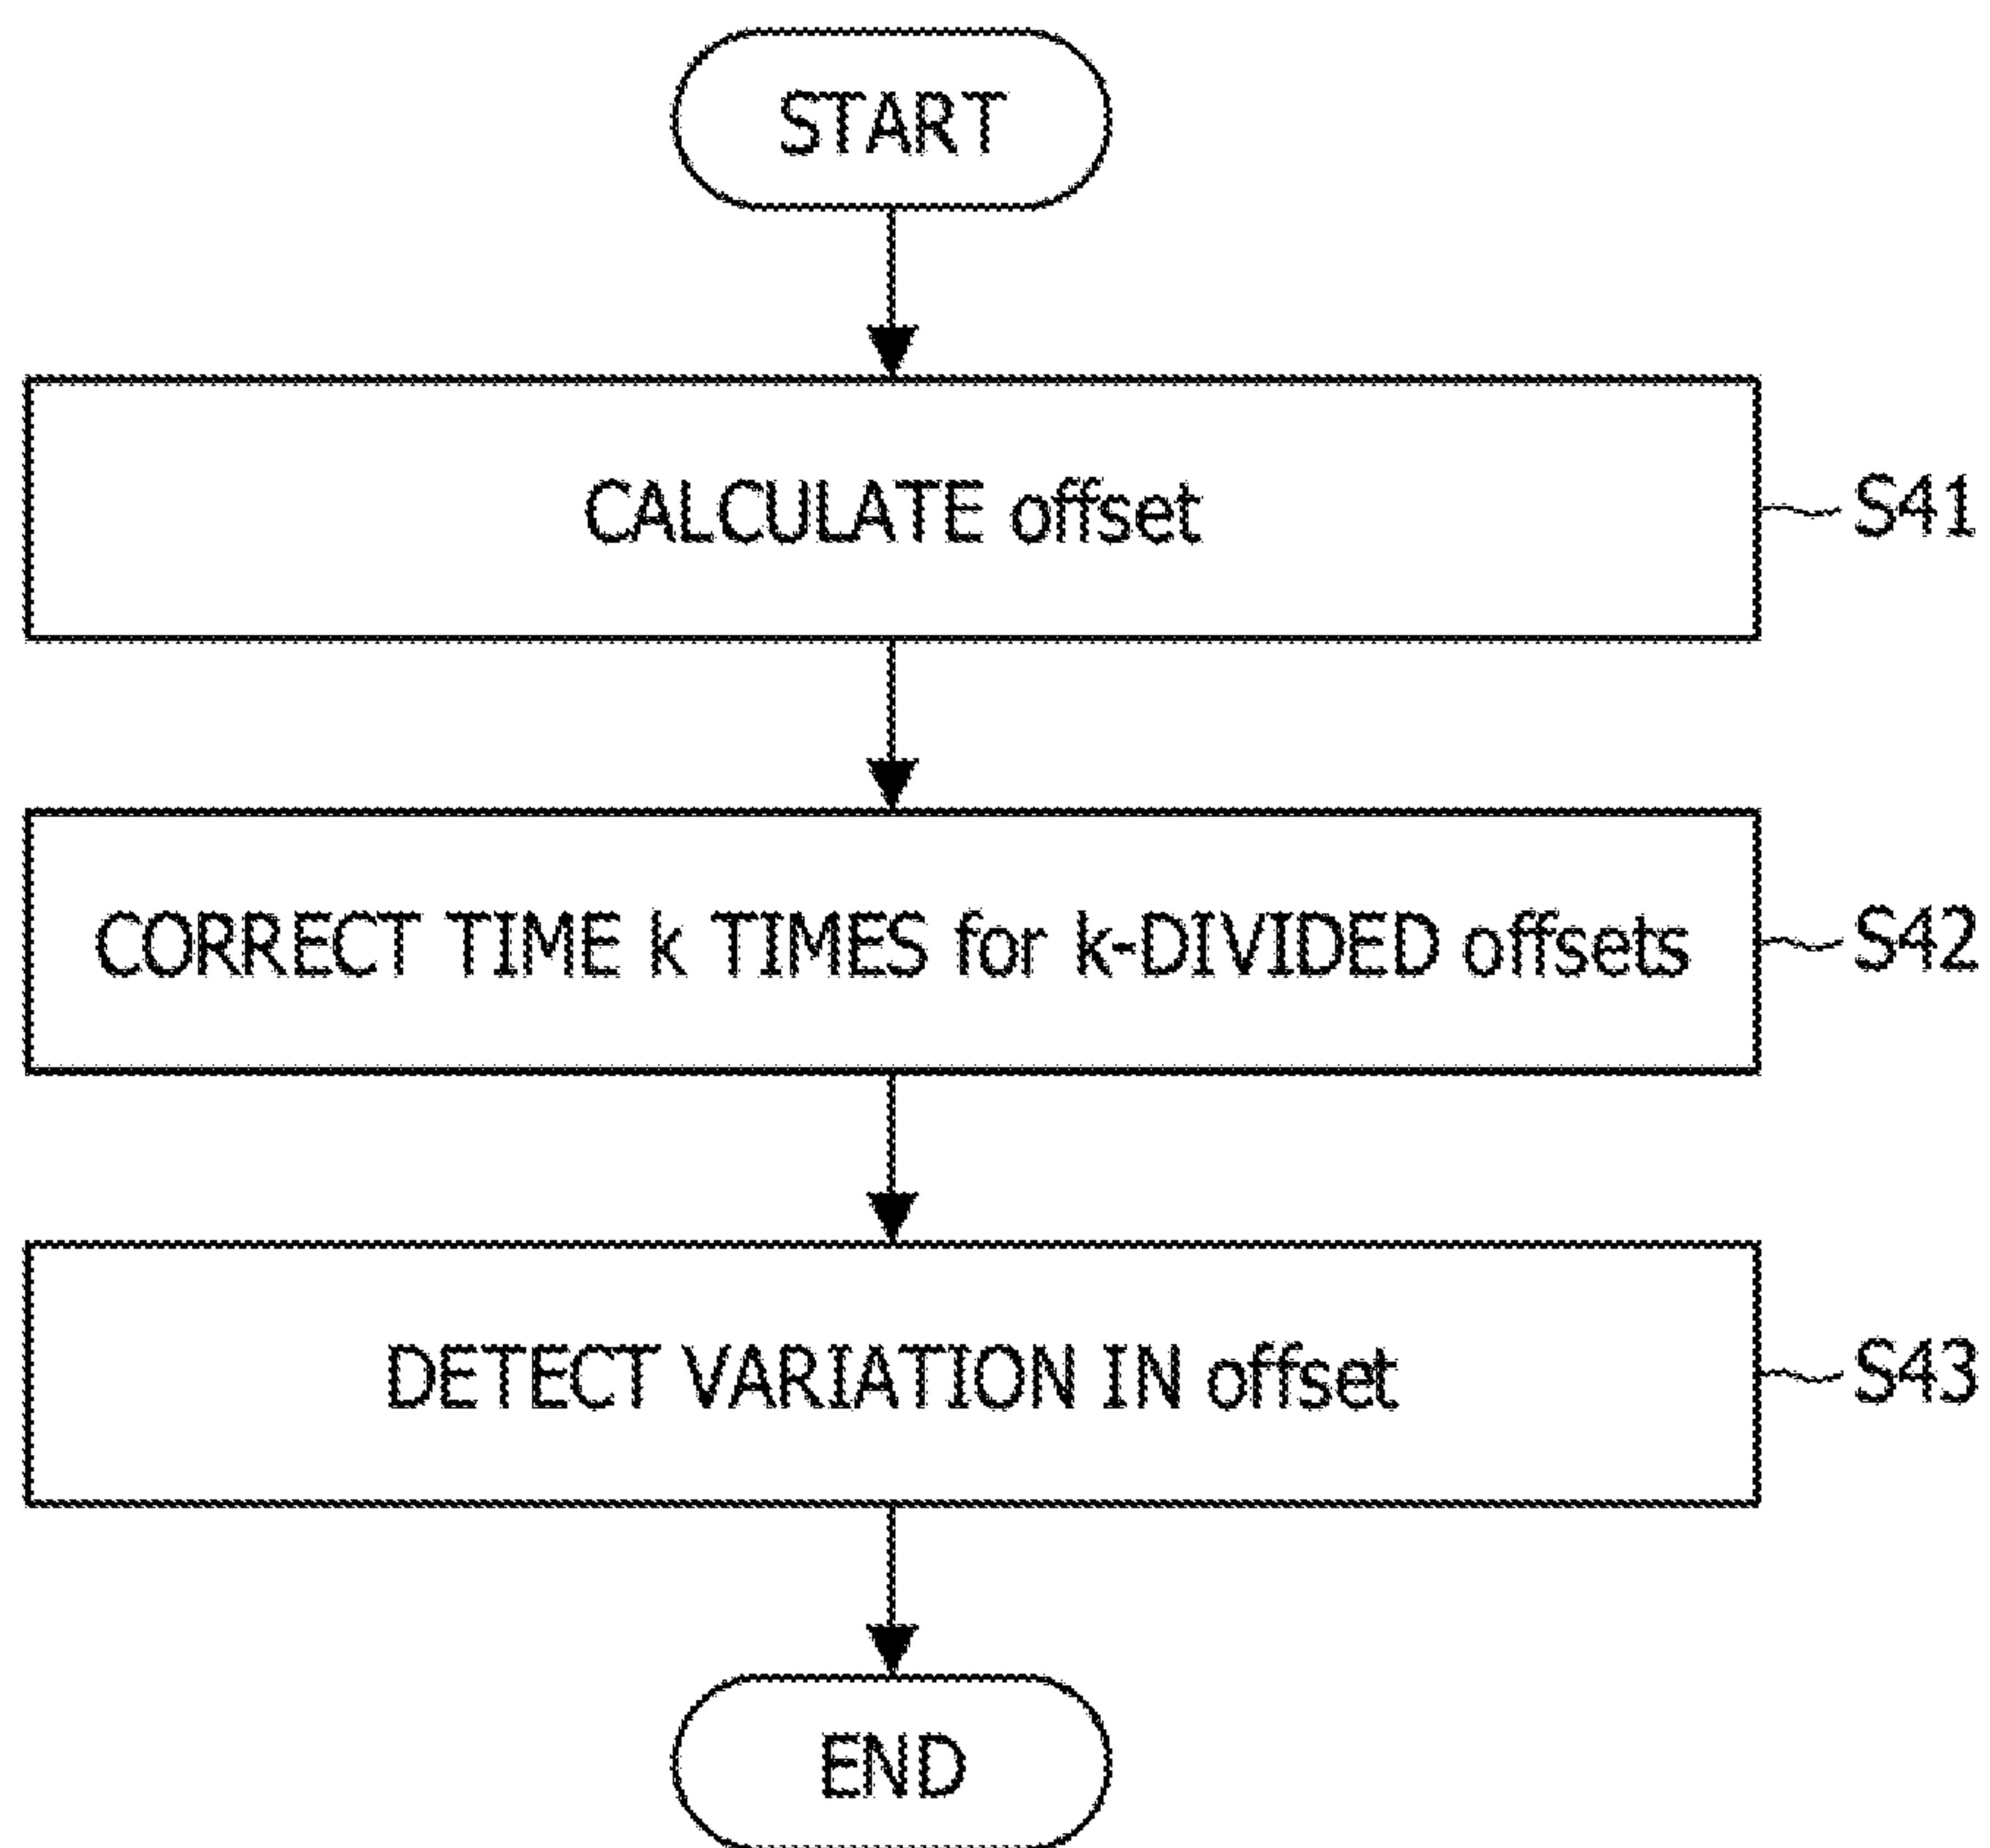 START
CALCULATE offset
S41
CORRECT TIME k TIMES for k-DIVIDED offsets
S42
DETECT VARIATION IN offset
S43
END